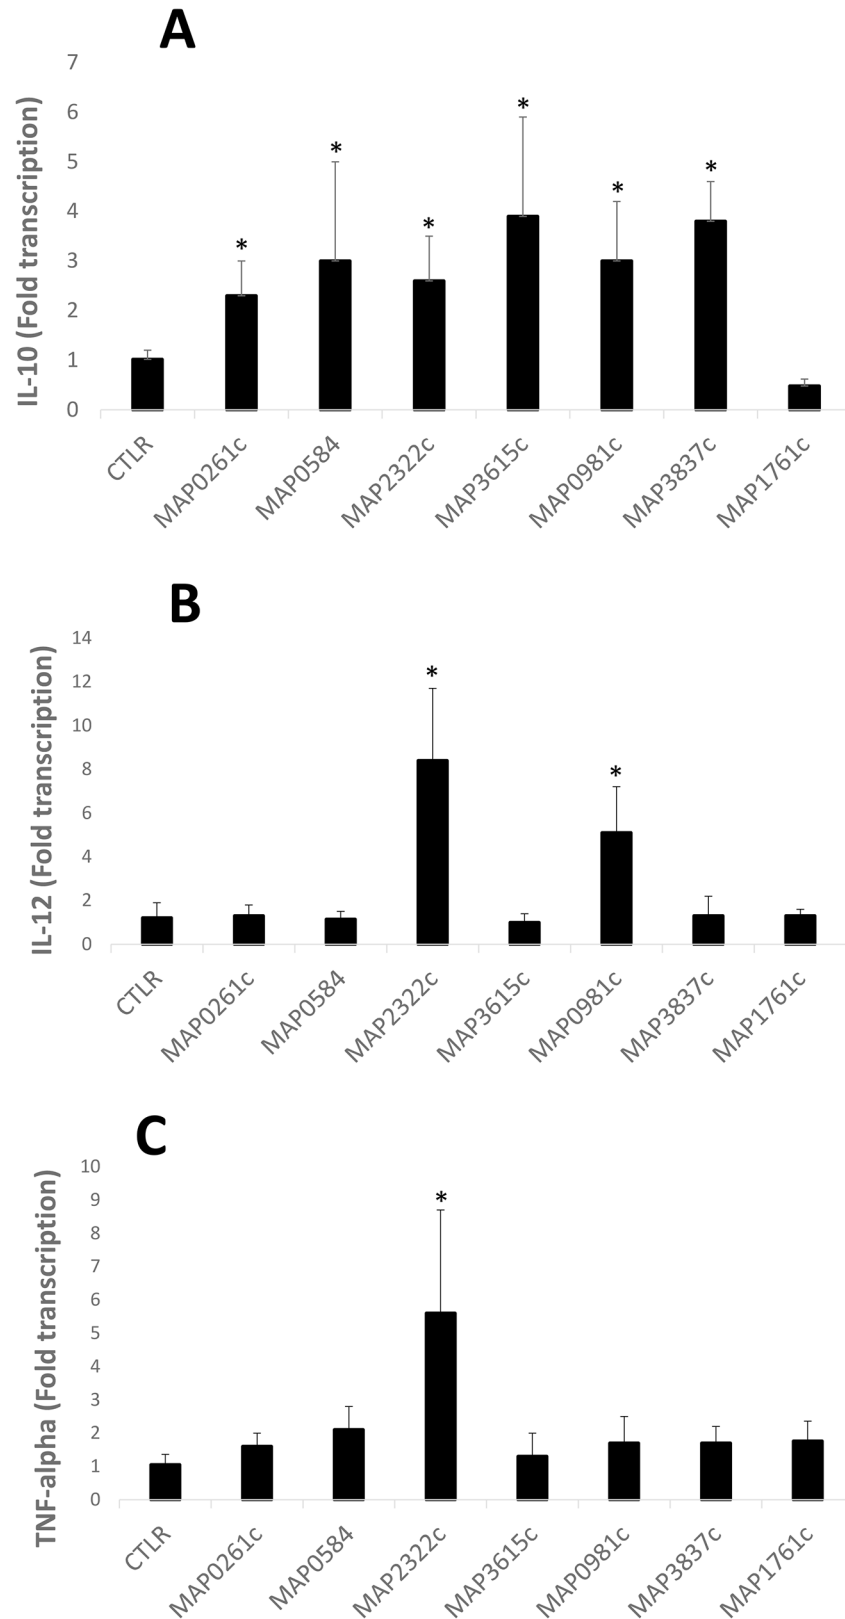 A
IL-10 (Fold transcription)
7
6
5
4
3
2
1
0
*
*
*
*
*
*
CTLR
MAP0261c
MAP0584
MAP2322c
MAP3615c
MAP0981c
MAP3837c
MAP1761c
B
IL-12 (Fold transcription)
14
12
10
8
6
4
2
0
*
*
CTLR
MAP0261c
MAP0584
MAP2322c
MAP3615c
MAP0981c
MAP3837c
MAP1761c
C
TNF-alpha (Fold transcription)
10
9
8
7
6
5
4
3
2
1
0
*
CTLR
MAP0261c
MAP0584
MAP2322c
MAP3615c
MAP0981c
MAP3837c
MAP1761c